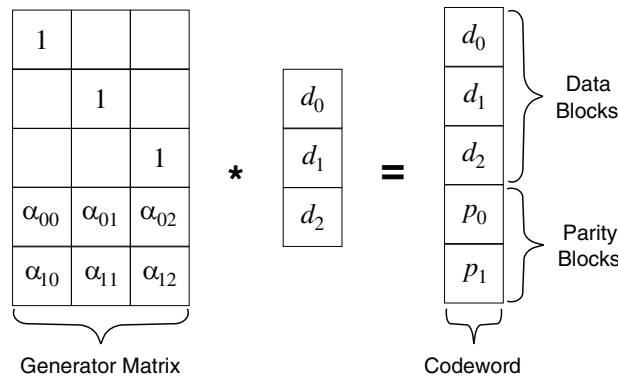 1
1
1
α₀₀ α₀₁ α₀₂
α₁₀ α₁₁ α₁₂
Generator Matrix
*
d₀
d₁
d₂
=
d₀
d₁
d₂
p₀
p₁
Codeword
Data
Blocks
Parity
Blocks